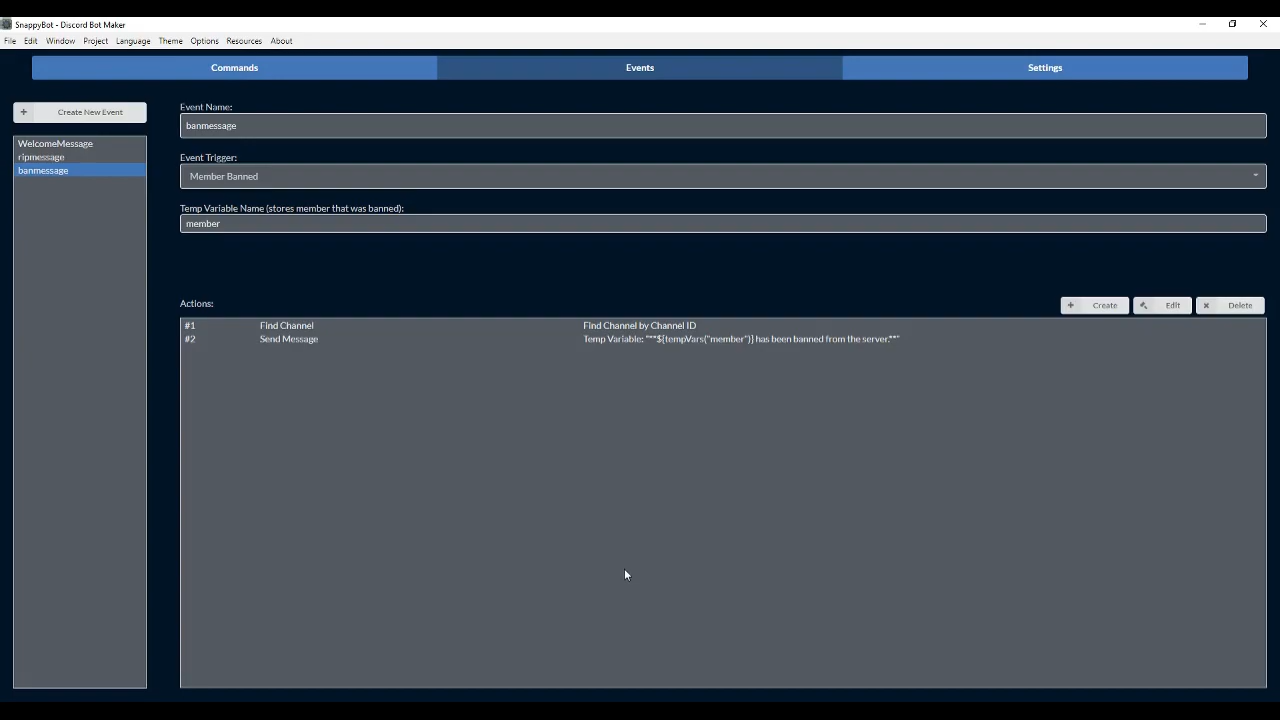 SnappyBot - Discord Bot Maker
File Edit Window Project Language Theme Options Resources About
Commands Events Settings
Create New Event
WelcomeMessage
ripmessage
banmessage
Event Name:
banmessage
Event Trigger:
Member Banned
Temp Variable Name (stores member that was banned):
member
Actions:
Create Edit Delete
#1 Find Channel Find Channel by Channel ID
#2 Send Message Temp Variable: "**${tempVars("member")} has been banned from the server.**"